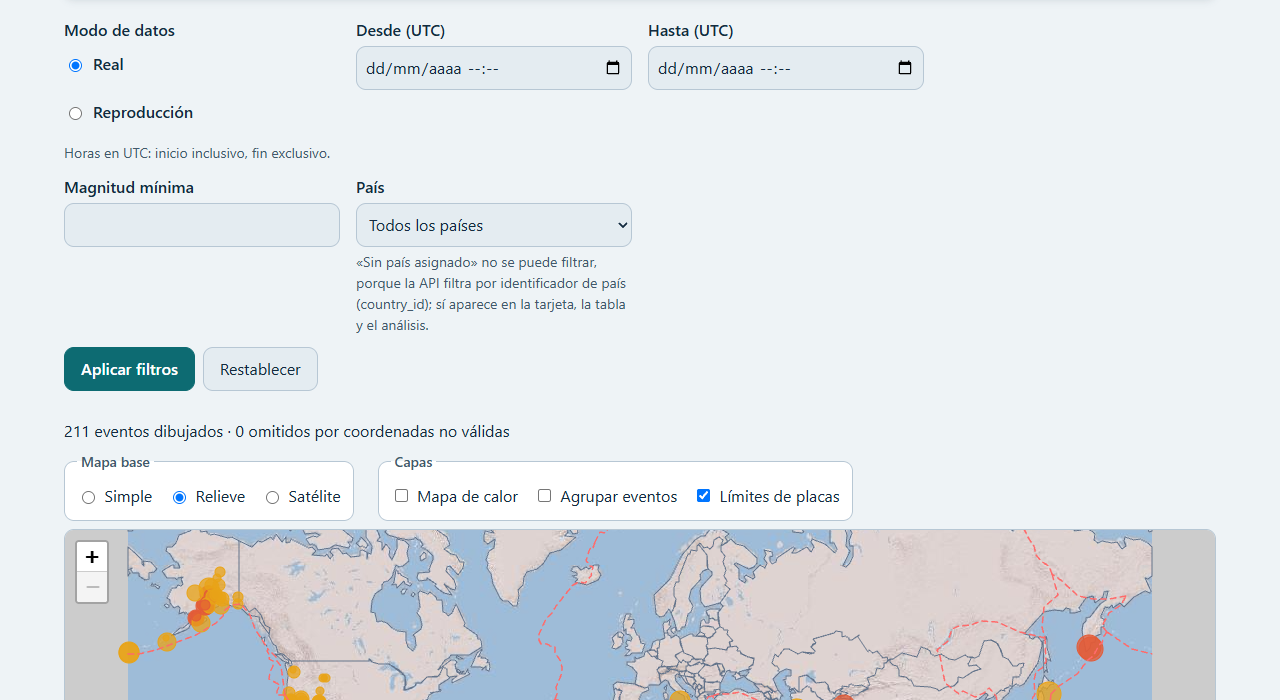 Modo de datos
Desde (UTC)
Hasta (UTC)
Real
dd/mm/aaaa --:--
dd/mm/aaaa --:--
Reproducción
Horas en UTC: inicio inclusivo, fin exclusivo.
Magnitud mínima
País
Todos los países
«Sin país asignado» no se puede filtrar,
porque la API filtra por identificador de país
(country_id); sí aparece en la tarjeta, la tabla
y el análisis.
Aplicar filtros
Restablecer
211 eventos dibujados · 0 omitidos por coordenadas no válidas
Mapa base
Capas
Simple
Relieve
Satélite
Mapa de calor
Agrupar eventos
Límites de placas
+
−